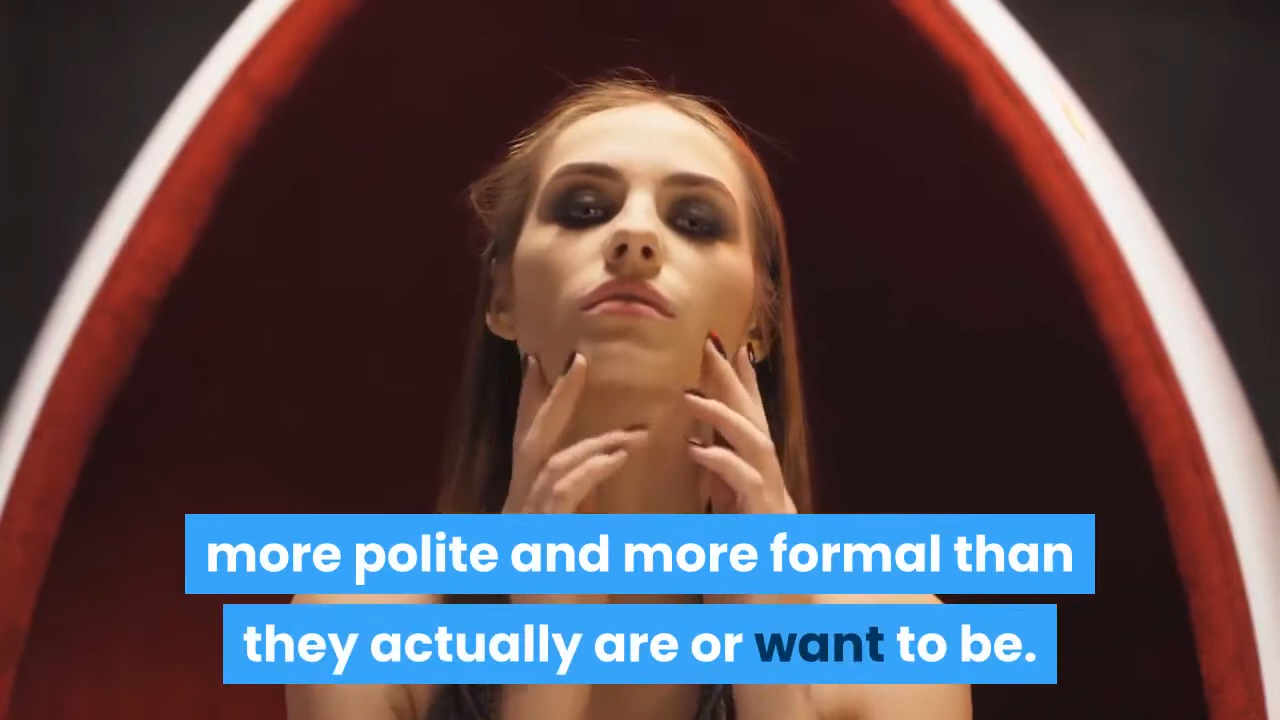 more polite and more formal than
they actually are or want to be.